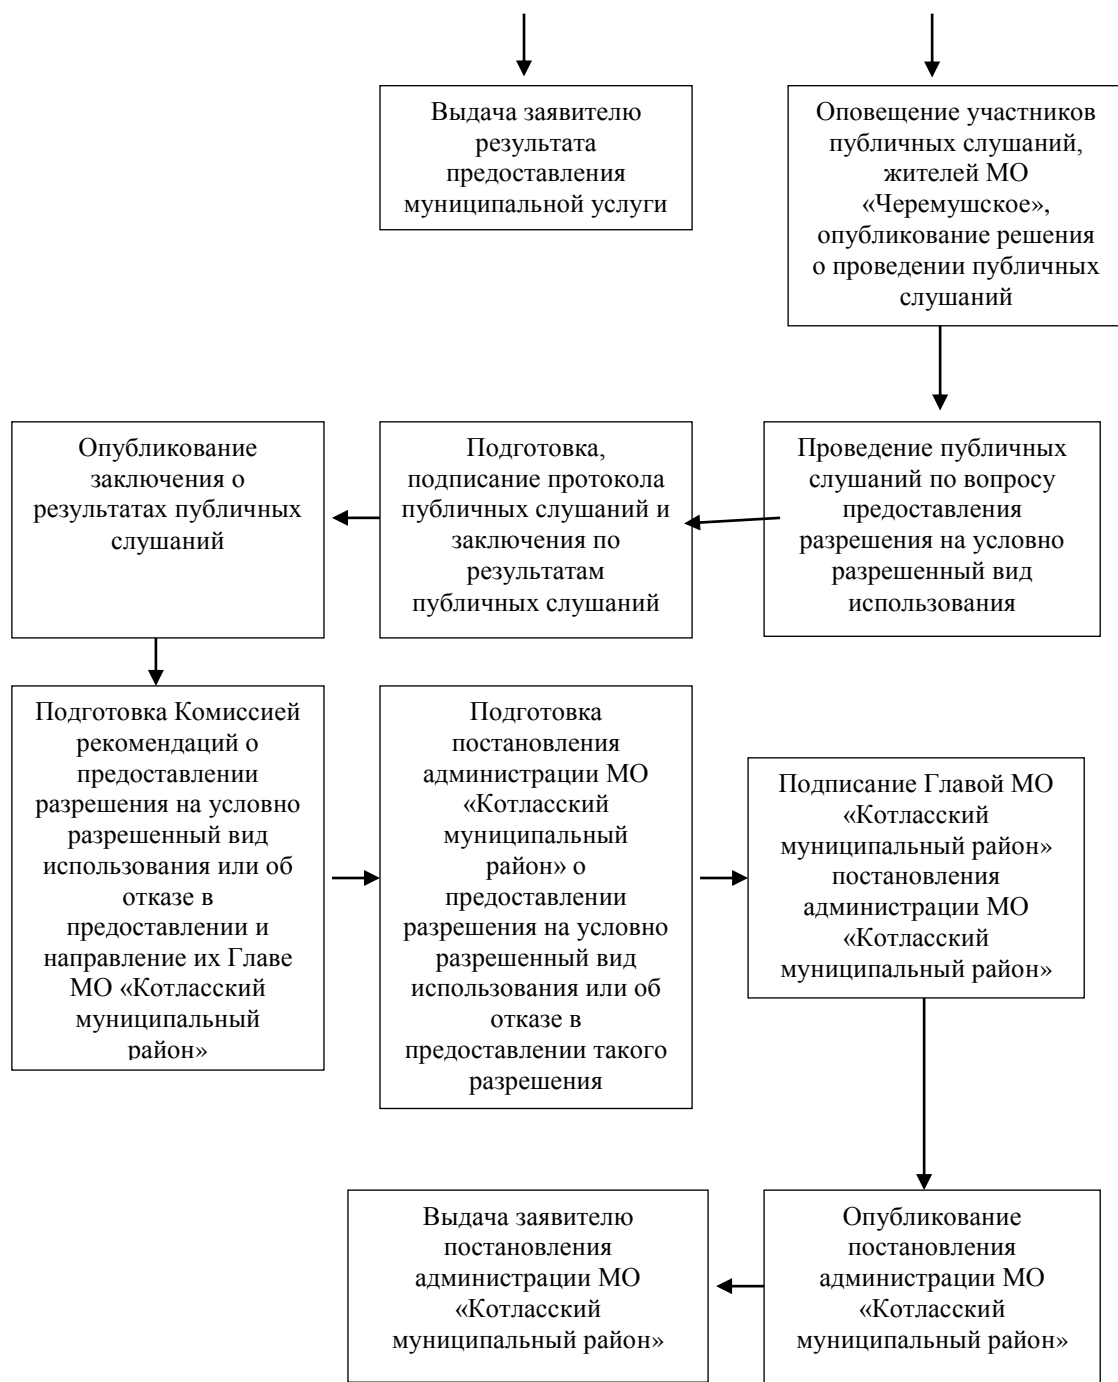 Выдача заявителю
результата
предоставления
муниципальной услуги
Оповещение участников
публичных слушаний,
жителей МО
«Черемушское»,
опубликование решения
о проведении публичных
слушаний
Опубликование
заключения о
результатах публичных
слушаний
Подготовка,
подписание протокола
публичных слушаний и
заключения по
результатам
публичных слушаний
Проведение публичных
слушаний по вопросу
предоставления
разрешения на условно
разрешенный вид
использования
Подготовка Комиссией
рекомендаций о
предоставлении
разрешения на условно
разрешенный вид
использования или об
отказе в
предоставлении и
направление их Главе
МО «Котласский
муниципальный
район»
Подготовка
постановления
администрации МО
«Котласский
муниципальный
район» о
предоставлении
разрешения на условно
разрешенный вид
использования или об
отказе в
предоставлении такого
разрешения
Подписание Главой МО
«Котласский
муниципальный район»
постановления
администрации МО
«Котласский
муниципальный район»
Выдача заявителю
постановления
администрации МО
«Котласский
муниципальный район»
Опубликование
постановления
администрации МО
«Котласский
муниципальный район»